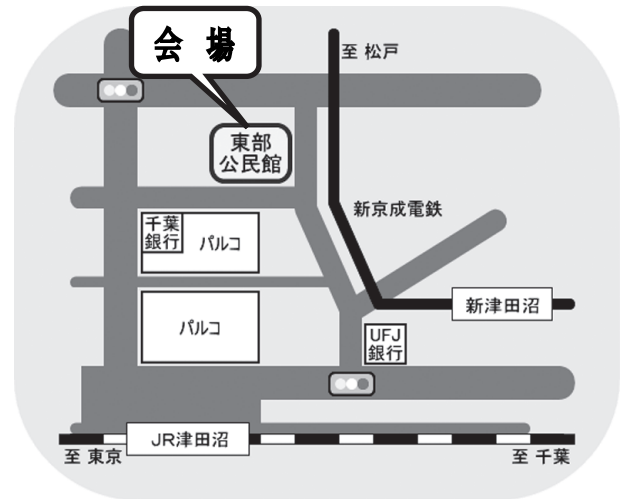 会場
至 松戸
東部
公民館
新京成電鉄
千葉
銀行
パルコ
新津田沼
パルコ
UFJ
銀行
JR津田沼
至 東京
至 千葉